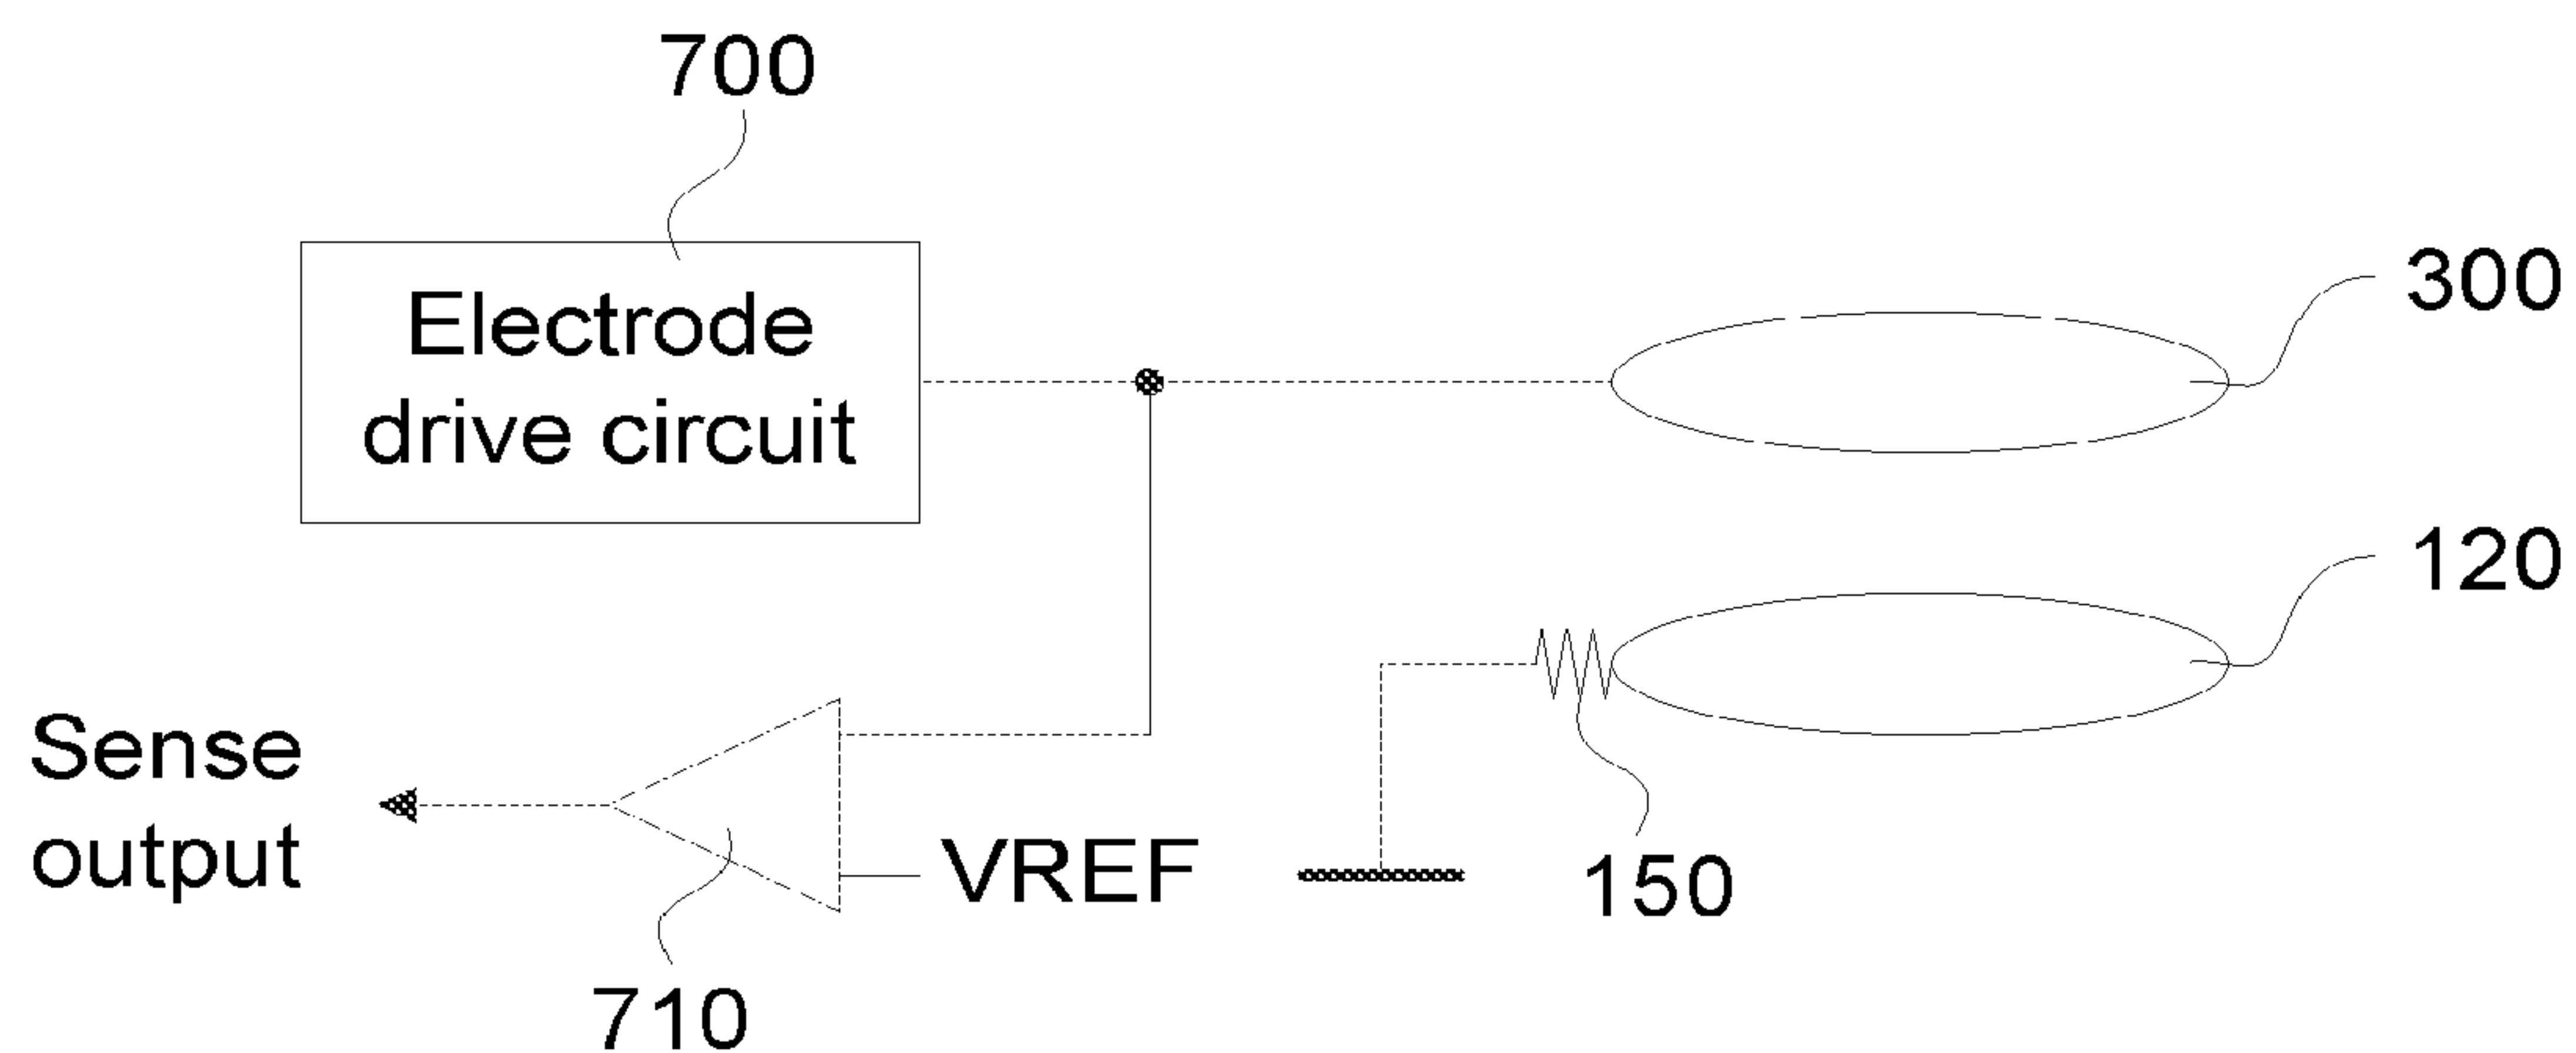 700
Electrode
drive circuit
300
120
Sense
output
VREF
150
710